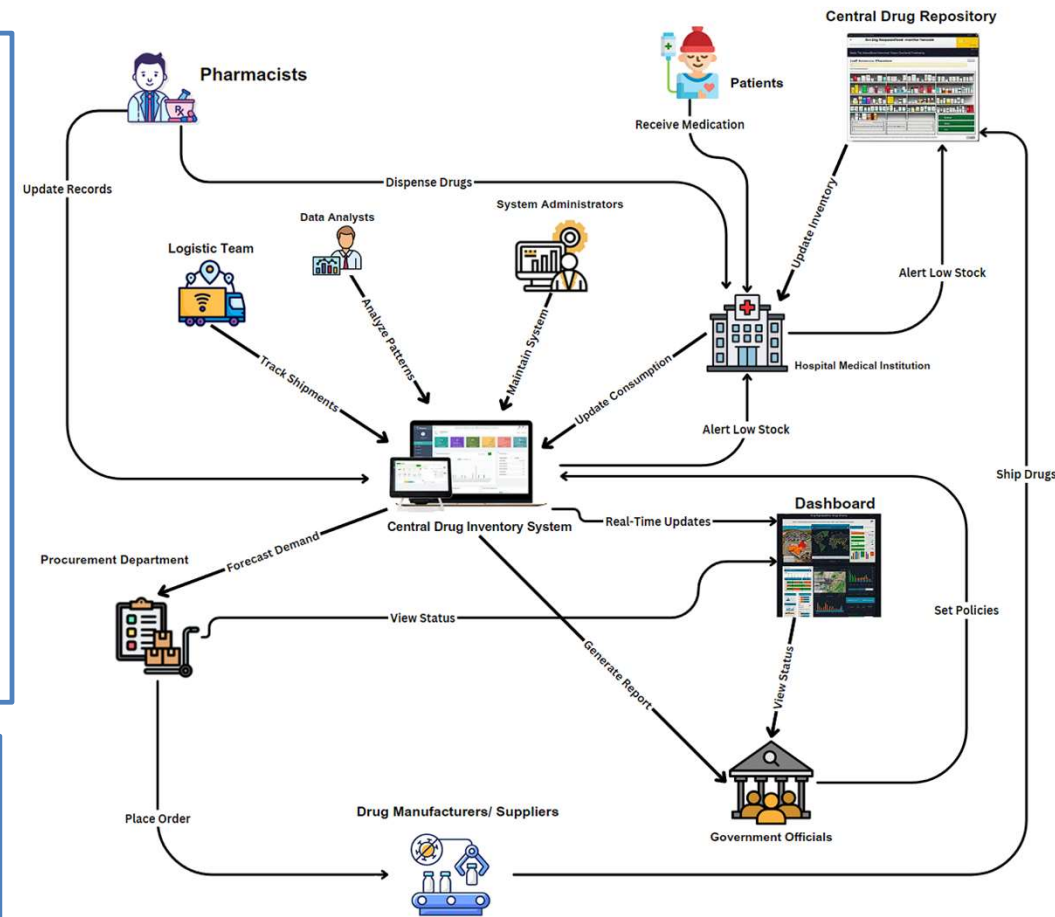 Central Drug Repository
Pharmacists
Patients
Receive Medication
Update Records
Dispense Drugs
System Administrators
Data Analysts
Logistic Team
Update Inventory
Alert Low Stock
Analyze Patterns
Maintain System
Track Shipments
Update Consumption
Hospital Medical Institution
Alert Low Stock
Ship Drugs
Dashboard
Central Drug Inventory System
Real-Time Updates
Procurement Department
Forecast Demand
View Status
Set Policies
Generate Report
View Status
Place Order
Drug Manufacturers/ Suppliers
Government Officials